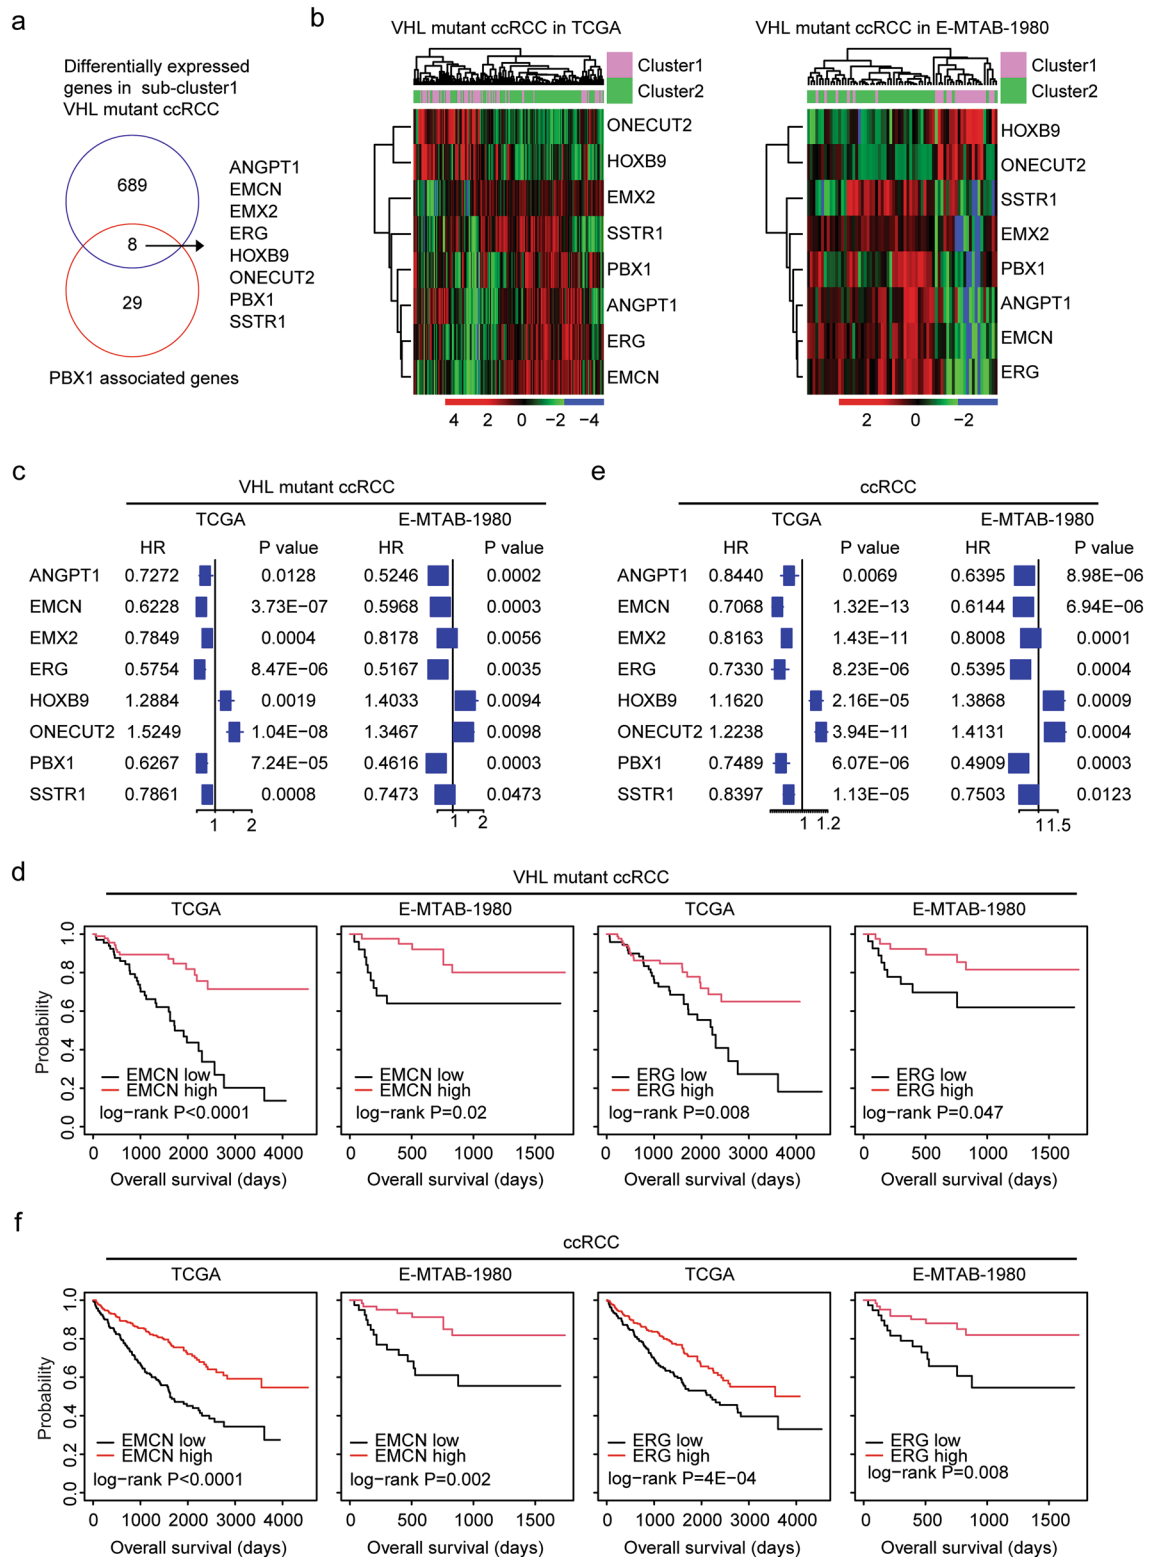 a
Differentially expressed
genes in sub-cluster1
VHL mutant ccRCC
689
8
29
ANGPT1
EMCN
EMX2
ERG
HOXB9
ONECUT2
PBX1
SSTR1
PBX1 associated genes
b
VHL mutant ccRCC in TCGA
Cluster1
Cluster2
ONECUT2
HOXB9
EMX2
SSTR1
PBX1
ANGPT1
ERG
EMCN
4 2 0 −2 −4
VHL mutant ccRCC in E-MTAB-1980
Cluster1
Cluster2
HOXB9
ONECUT2
SSTR1
EMX2
PBX1
ANGPT1
EMCN
ERG
2 0 −2
c
VHL mutant ccRCC
TCGA E-MTAB-1980
HR P value HR P value
ANGPT1 0.7272 0.0128 0.5246 0.0002
EMCN 0.6228 3.73E−07 0.5968 0.0003
EMX2 0.7849 0.0004 0.8178 0.0056
ERG 0.5754 8.47E−06 0.5167 0.0035
HOXB9 1.2884 0.0019 1.4033 0.0094
ONECUT2 1.5249 1.04E−08 1.3467 0.0098
PBX1 0.6267 7.24E−05 0.4616 0.0003
SSTR1 0.7861 0.0008 0.7473 0.0473
1 2 1 2
e
ccRCC
TCGA E-MTAB-1980
HR P value HR P value
ANGPT1 0.8440 0.0069 0.6395 8.98E−06
EMCN 0.7068 1.32E−13 0.6144 6.94E−06
EMX2 0.8163 1.43E−11 0.8008 0.0001
ERG 0.7330 8.23E−06 0.5395 0.0004
HOXB9 1.1620 2.16E−05 1.3868 0.0009
ONECUT2 1.2238 3.94E−11 1.4131 0.0004
PBX1 0.7489 6.07E−06 0.4909 0.0003
SSTR1 0.8397 1.13E−05 0.7503 0.0123
1 1.2 11.5
d
VHL mutant ccRCC
TCGA E-MTAB-1980 TCGA E-MTAB-1980
Probability
1.0
0.8
0.6
0.4
0.2
0.0
EMCN low
EMCN high
log−rank P<0.0001
0 1000 2000 3000 4000
Overall survival (days)
EMCN low
EMCN high
log−rank P=0.02
0 500 1000 1500
Overall survival (days)
ERG low
ERG high
log−rank P=0.008
0 1000 2000 3000 4000
Overall survival (days)
ERG low
ERG high
log−rank P=0.047
0 500 1000 1500
Overall survival (days)
f
ccRCC
TCGA E-MTAB-1980 TCGA E-MTAB-1980
Probability
1.0
0.8
0.6
0.4
0.2
0.0
EMCN low
EMCN high
log−rank P<0.0001
0 1000 2000 3000 4000
Overall survival (days)
EMCN low
EMCN high
log−rank P=0.002
0 500 1000 1500
Overall survival (days)
ERG low
ERG high
log−rank P=4E−04
0 1000 2000 3000 4000
Overall survival (days)
ERG low
ERG high
log−rank P=0.008
0 500 1000 1500
Overall survival (days)